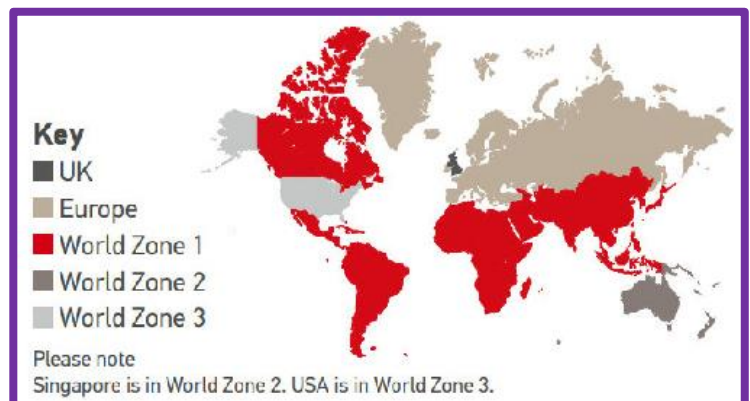 Key
UK
Europe
World Zone 1
World Zone 2
World Zone 3
Please note
Singapore is in World Zone 2. USA is in World Zone 3.